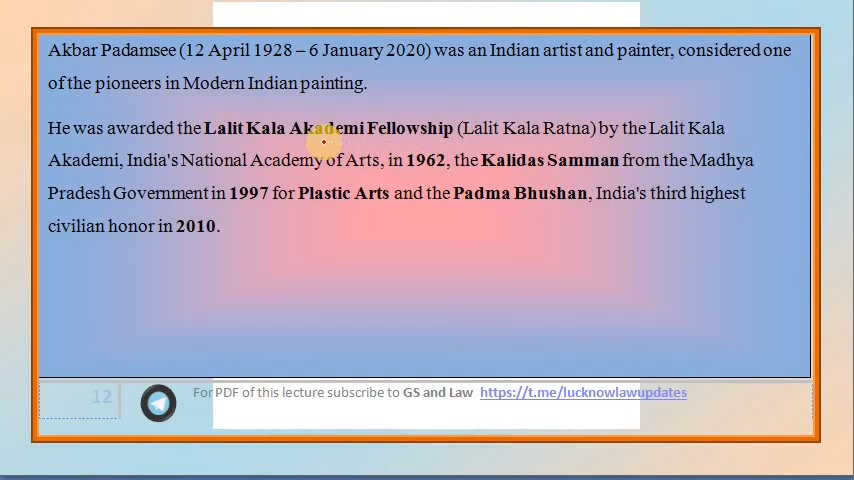 Akbar Padamsee (12 April 1928 – 6 January 2020) was an Indian artist and painter, considered one
of the pioneers in Modern Indian painting.
He was awarded the Lalit Kala Akademi Fellowship (Lalit Kala Ratna) by the Lalit Kala
Akademi, India's National Academy of Arts, in 1962, the Kalidas Samman from the Madhya
Pradesh Government in 1997 for Plastic Arts and the Padma Bhushan, India's third highest
civilian honor in 2010.
12
For PDF of this lecture subscribe to GS and Law https://t.me/lucknowlawupdates